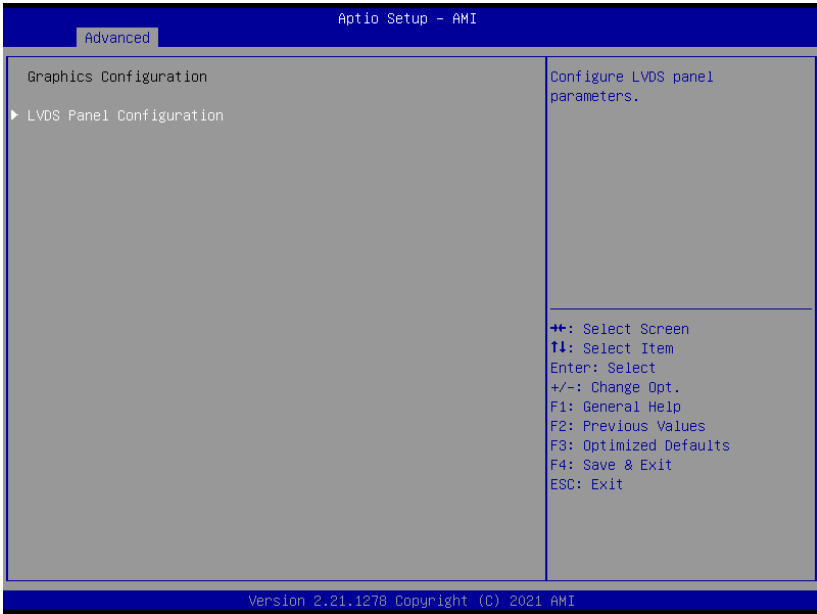 Aptio Setup – AMI
Advanced
Graphics Configuration
▶ LVDS Panel Configuration
Configure LVDS panel
parameters.
→←: Select Screen
↑↓: Select Item
Enter: Select
+/-: Change Opt.
F1: General Help
F2: Previous Values
F3: Optimized Defaults
F4: Save & Exit
ESC: Exit
Version 2.21.1278 Copyright (C) 2021 AMI